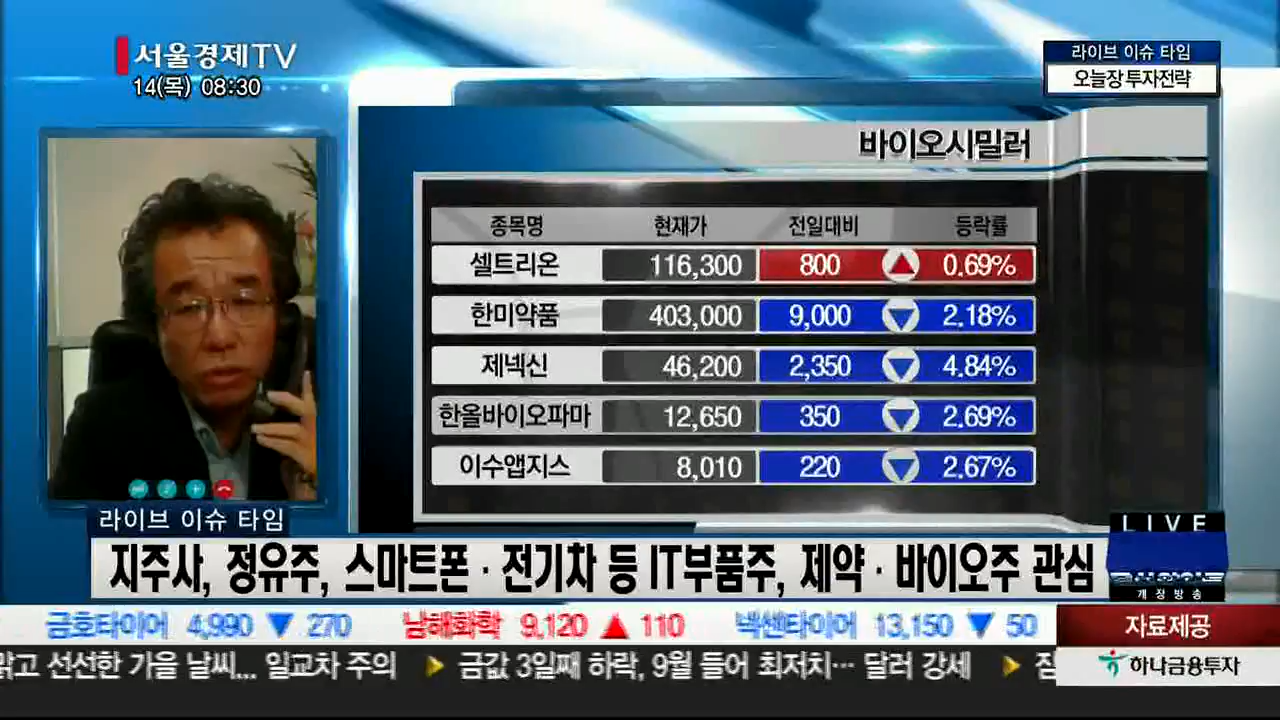 서울경제TV
14(목) 08:30
라이브 이슈 타임
오늘장 투자전략
바이오시밀러
종목명 현재가 전일대비 등락률
셀트리온 116,300 800 ▲ 0.69%
한미약품 403,000 9,000 ▼ 2.18%
제넥신 46,200 2,350 ▼ 4.84%
한올바이오파마 12,650 350 ▼ 2.69%
이수앱지스 8,010 220 ▼ 2.67%
라이브 이슈 타임
지주사, 정유주, 스마트폰·전기차 등 IT부품주, 제약·바이오주 관심
LIVE
개장방송
금호타이어 4,990 ▼ 270 남해화학 9,120 ▲ 110 넥센타이어 13,150 ▼ 50
자료제공
맑고 선선한 가을 날씨... 일교차 주의 ▶ 금값 3일째 하락, 9월 들어 최저치… 달러 강세 ▶
하나금융투자